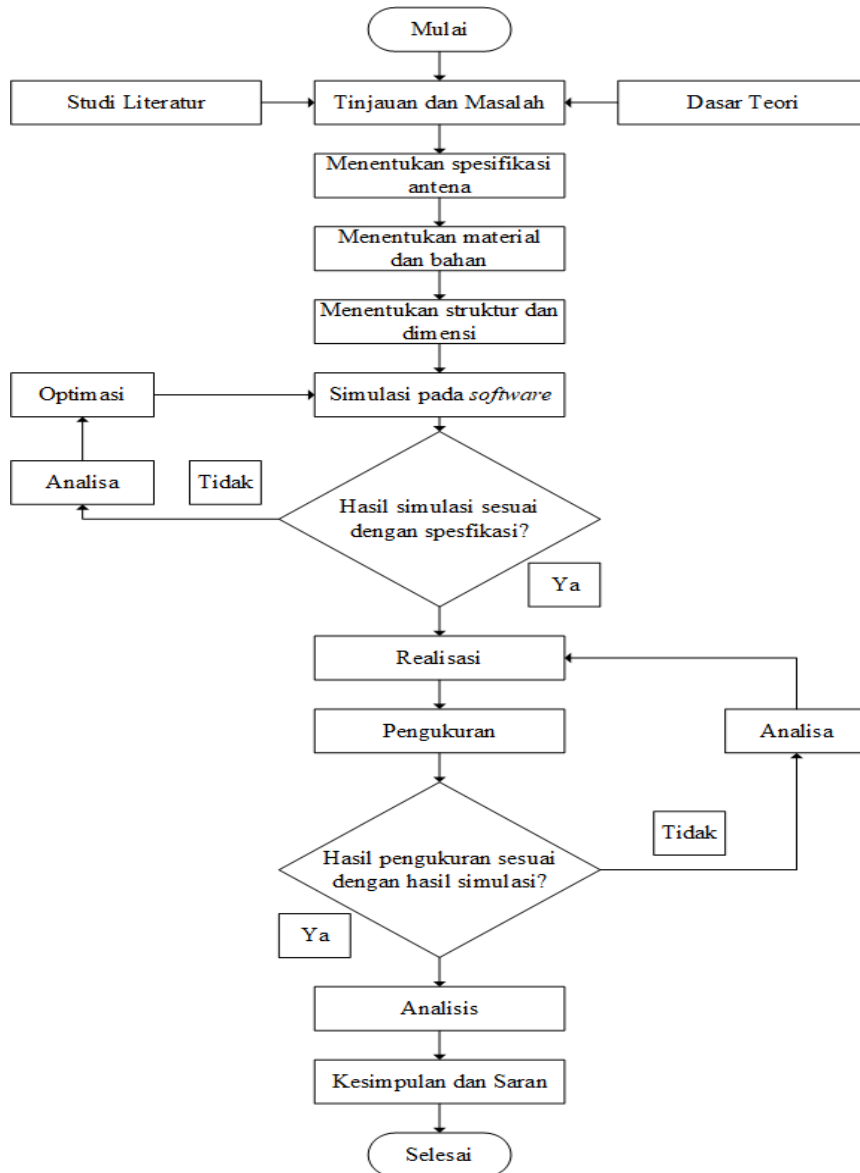 Mulai
Studi Literatur
Tinjauan dan Masalah
Dasar Teori
Menentukan spesifikasi
antena
Menentukan material
dan bahan
Menentukan struktur dan
dimensi
Optimasi
Simulasi pada software
Analisa
Tidak
Hasil simulasi sesuai
dengan spesfikasi?
Ya
Realisasi
Pengukuran
Analisa
Tidak
Hasil pengukuran sesuai
dengan hasil simulasi?
Ya
Analisis
Kesimpulan dan Saran
Selesai